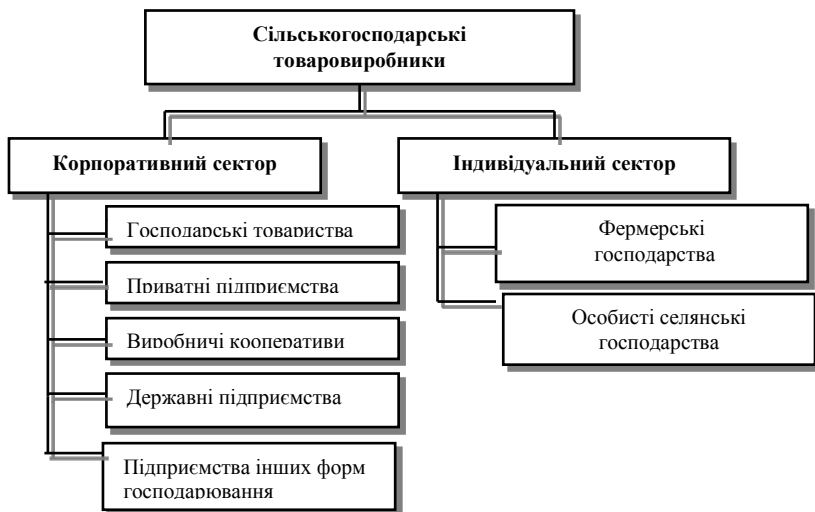 Сільськогосподарські
товаровиробники
Корпоративний сектор
Індивідуальний сектор
Господарські товариства
Приватні підприємства
Виробничі кооперативи
Державні підприємства
Підприємства інших форм
господарювання
Фермерські
господарства
Особисті селянські
господарства